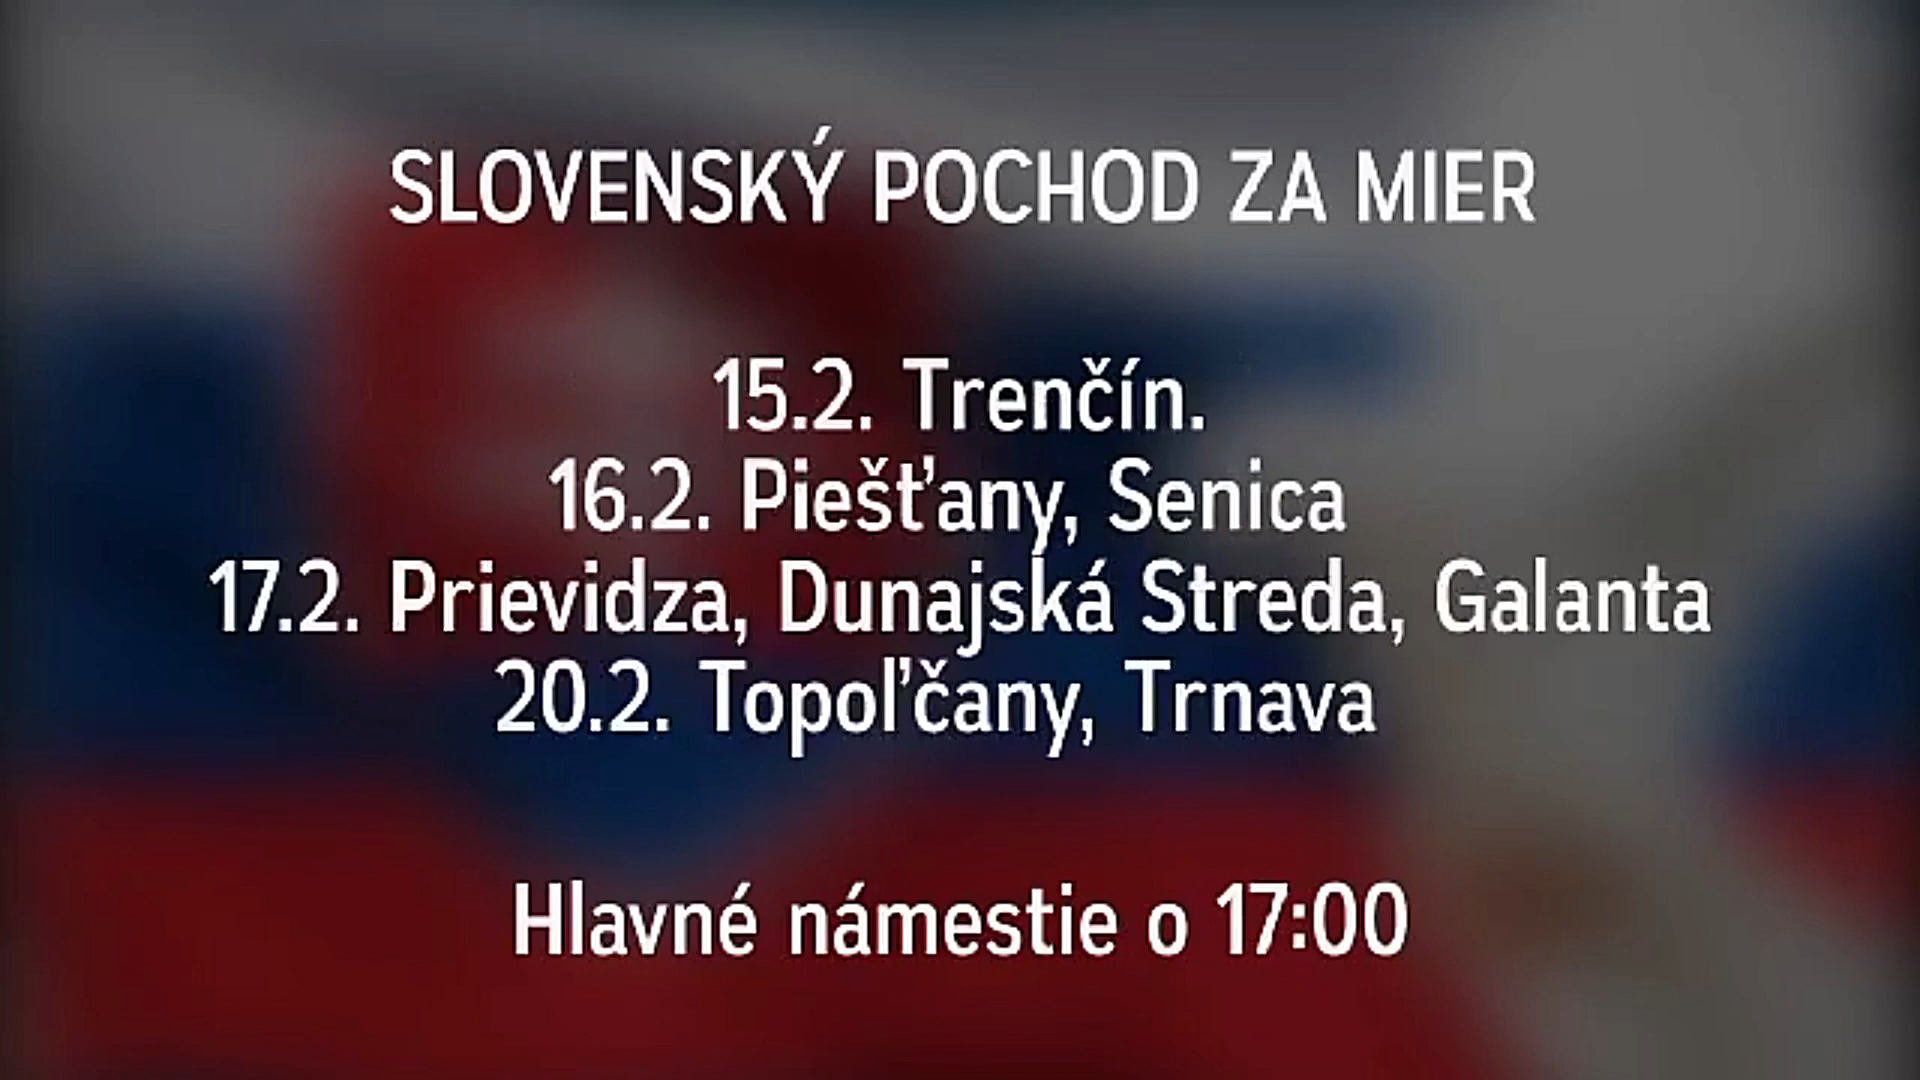 SLOVENSKÝ POCHOD ZA MIER
15.2. Trenčín.
16.2. Piešťany, Senica
17.2. Prievidza, Dunajská Streda, Galanta
20.2. Topoľčany, Trnava
Hlavné námestie o 17:00